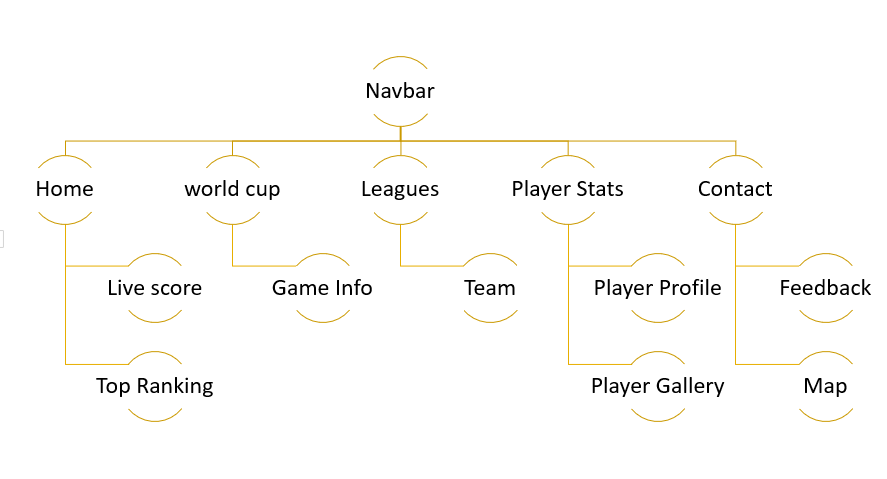 Navbar
Home
world cup
Leagues
Player Stats
Contact
Live score
Game Info
Team
Player Profile
Feedback
Top Ranking
Player Gallery
Map